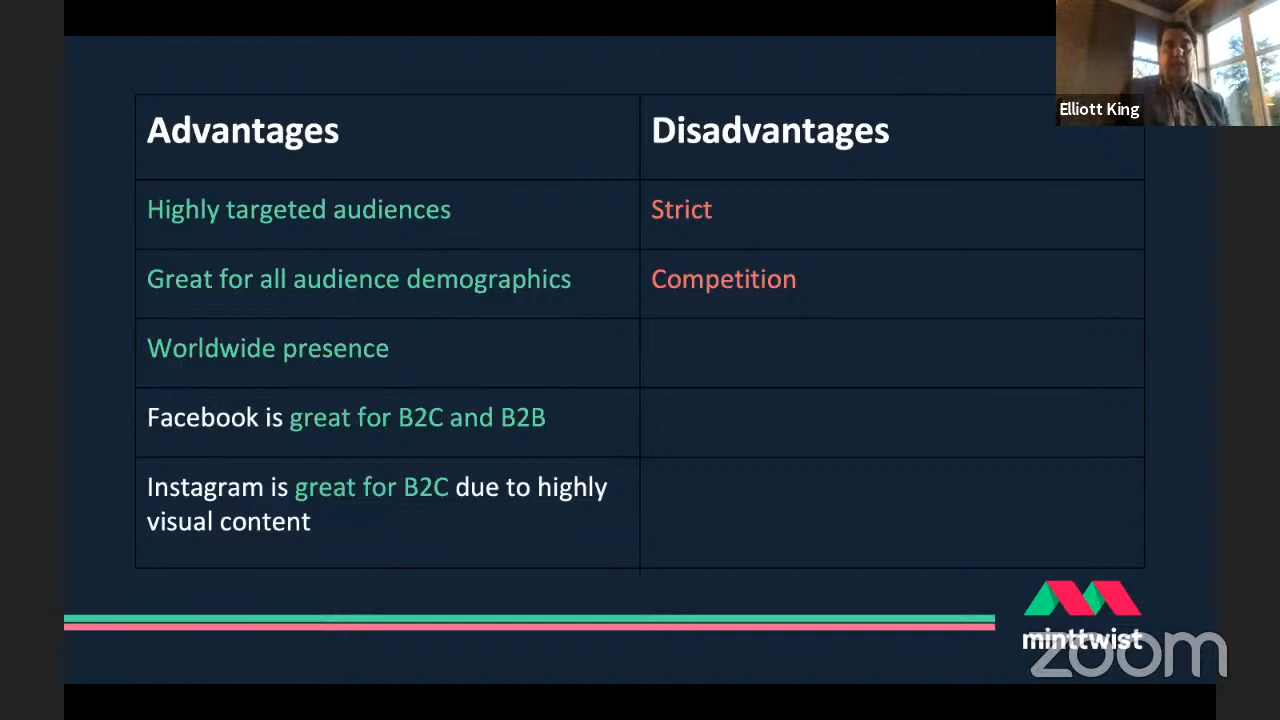 Elliott King
Advantages
Disadvantages
Highly targeted audiences
Strict
Great for all audience demographics
Competition
Worldwide presence
Facebook is great for B2C and B2B
Instagram is great for B2C due to highly
visual content
minttwist
zoom